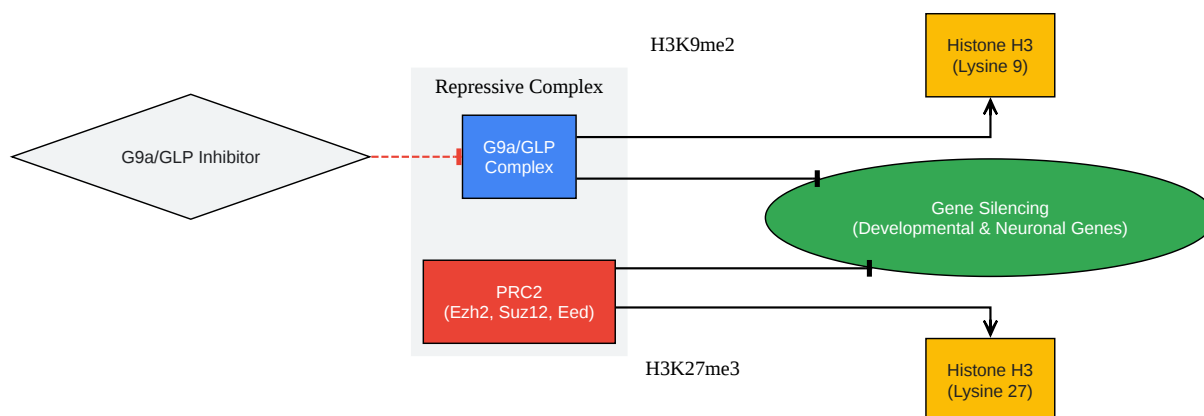 H3K9me2
Histone H3
(Lysine 9)
Repressive Complex
G9a/GLP Inhibitor
G9a/GLP
Complex
Gene Silencing
(Developmental & Neuronal Genes)
PRC2
(Ezh2, Suz12, Eed)
H3K27me3
Histone H3
(Lysine 27)